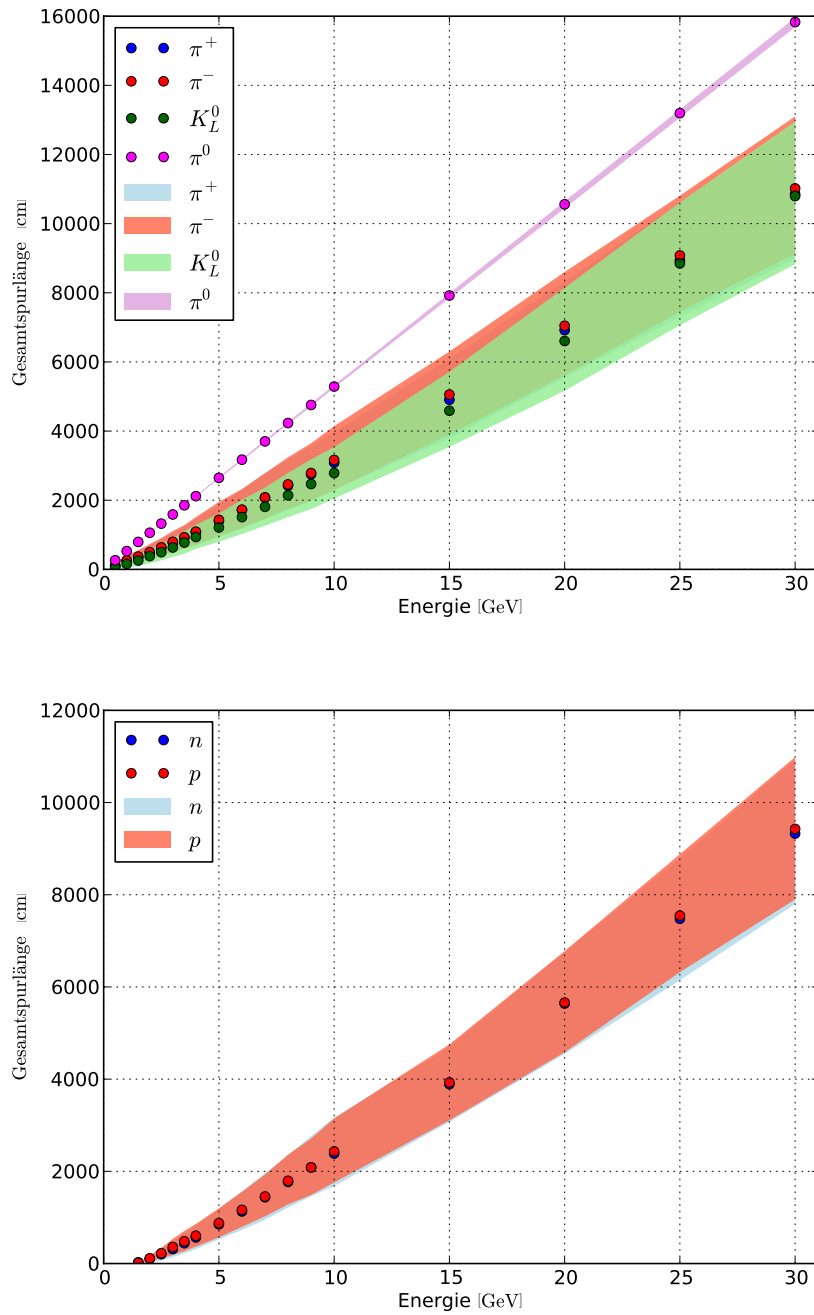 16000
14000
12000
10000
8000
6000
4000
2000
0
π+
π−
K0L
π0
π+
π−
K0L
π0
Gesamtspurlänge [cm]
0 5 10 15 20 25 30
Energie [GeV]
12000
10000
8000
6000
4000
2000
0
n
p
n
p
Gesamtspurlänge [cm]
0 5 10 15 20 25 30
Energie [GeV]